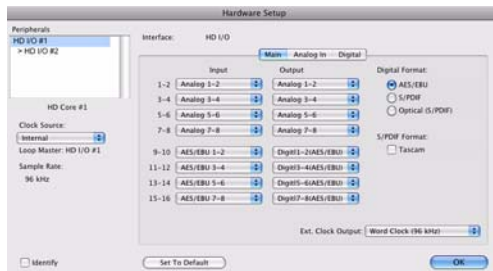 Hardware Setup
Peripherals
HD I/O #1
> HD I/O #2
HD Core #1
Clock Source:
Internal
Loop Master: HD I/O #1
Sample Rate:
96 kHz
Identify
Interface: HD I/O
Main Analog In Digital
Input Output
1-2 Analog 1-2 Analog 1-2
3-4 Analog 3-4 Analog 3-4
5-6 Analog 5-6 Analog 5-6
7-8 Analog 7-8 Analog 7-8
9-10 AES/EBU 1-2 Digitl1-2(AES/EBU)
11-12 AES/EBU 3-4 Digitl3-4(AES/EBU)
13-14 AES/EBU 5-6 Digitl5-6(AES/EBU)
15-16 AES/EBU 7-8 Digitl7-8(AES/EBU)
Digital Format:
AES/EBU
S/PDIF
Optical (S/PDIF)
S/PDIF Format:
Tascam
Ext. Clock Output: Word Clock (96 kHz)
Set To Default
OK